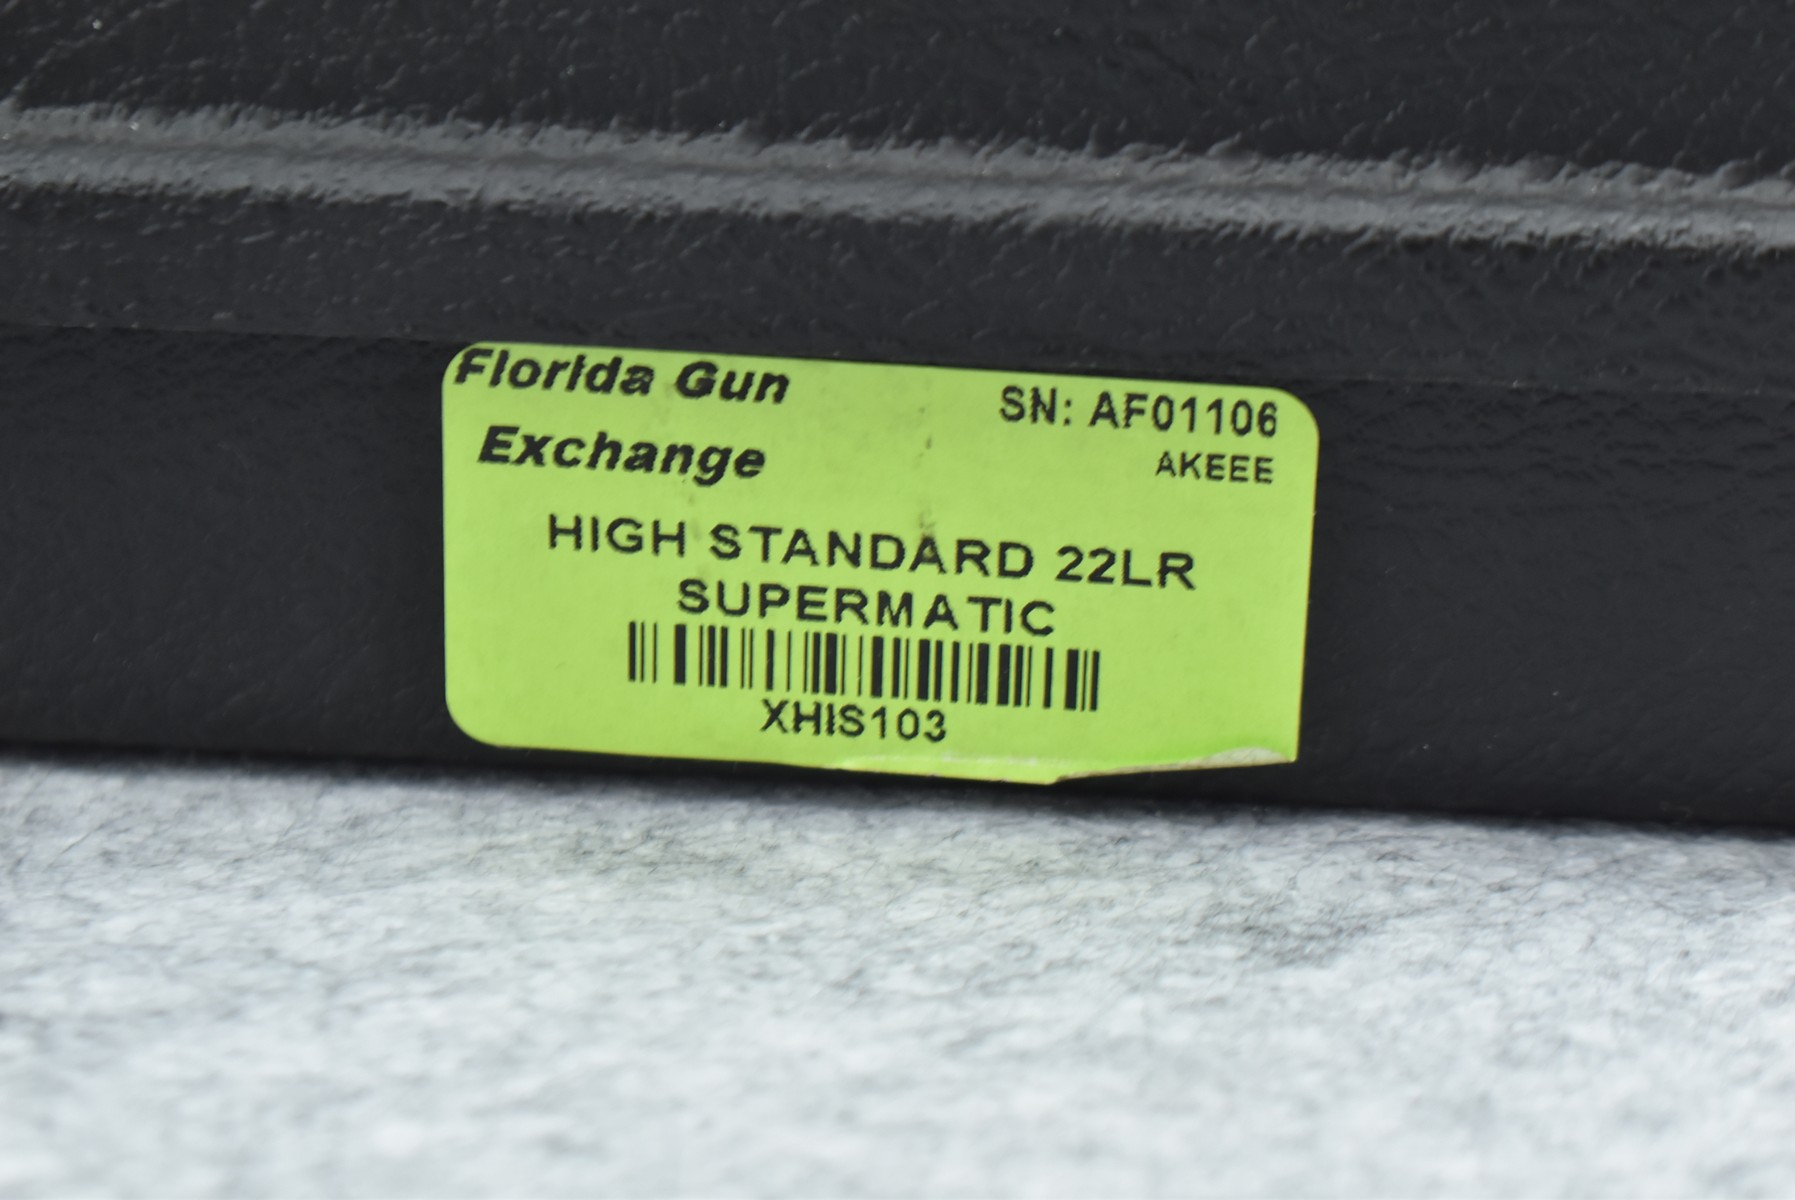 Florida Gun
Exchange
SN: AF01106
AKEEE
HIGH STANDARD 22LR
SUPERMATIC
XHIS103